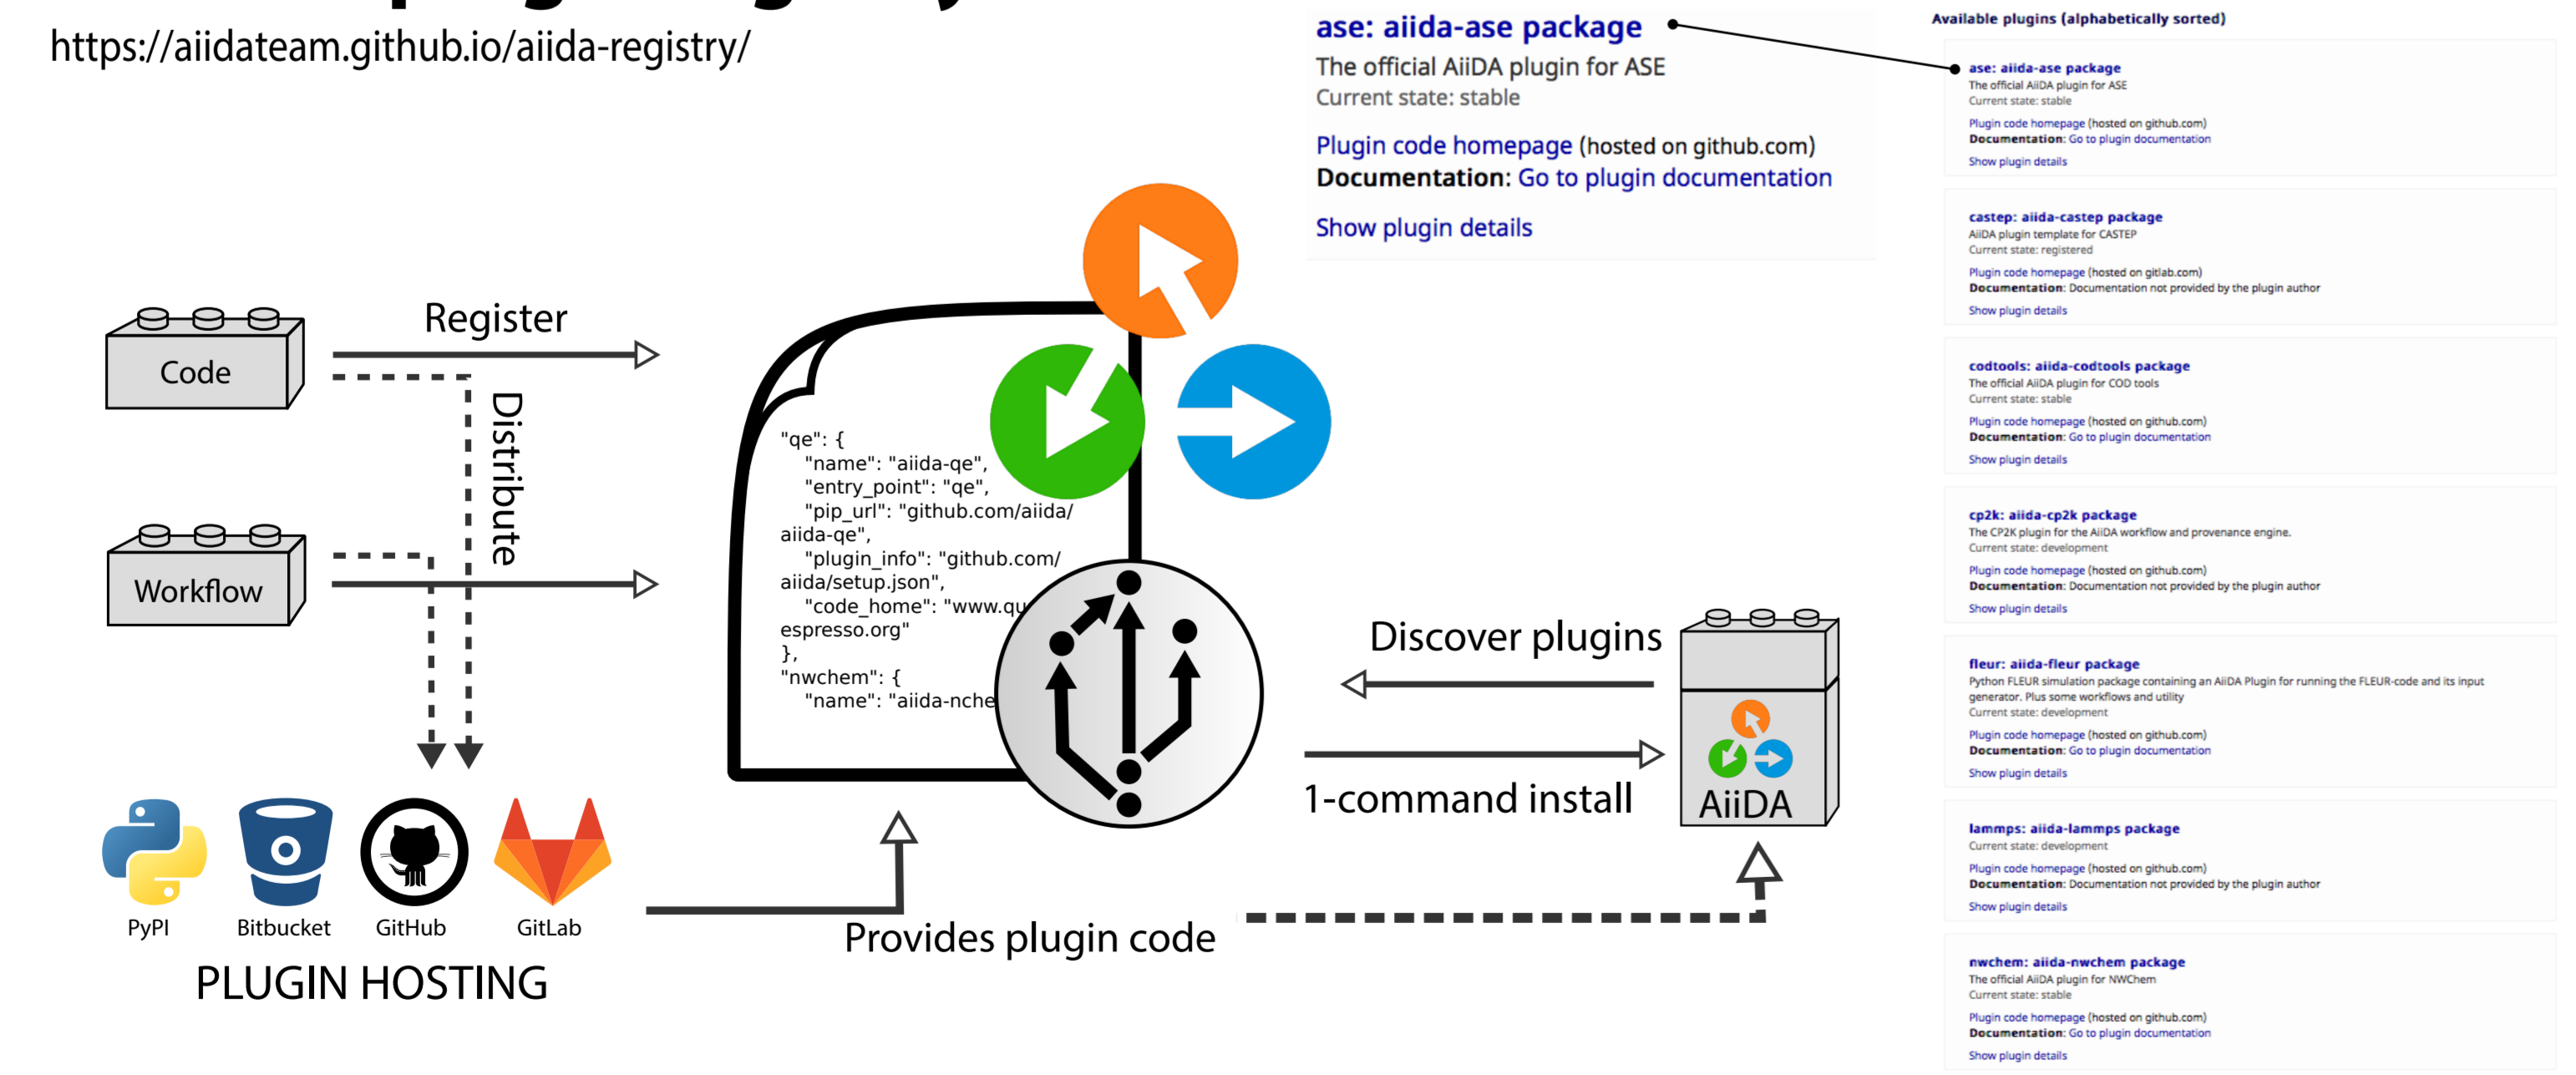 https://aiidateam.github.io/aiida-registry/
Code
Register
Distribute
Workflow
PyPI
Bitbucket
GitHub
GitLab
PLUGIN HOSTING
"qe": {
"name": "aiida-qe",
"entry_point": "qe",
"pip_url": "github.com/aiida/
aiida-qe",
"plugin_info": "github.com/
aiida/setup.json",
"code_home": "www.qu
espresso.org"
},
"nwchem": {
"name": "aiida-nche
Provides plugin code
Discover plugins
1-command install
AiiDA
ase: aiida-ase package
The official AiiDA plugin for ASE
Current state: stable
Plugin code homepage (hosted on github.com)
Documentation: Go to plugin documentation
Show plugin details
Available plugins (alphabetically sorted)
ase: aiida-ase package
The official AiiDA plugin for ASE
Current state: stable
Plugin code homepage (hosted on github.com)
Documentation: Go to plugin documentation
Show plugin details
castep: aiida-castep package
AiiDA plugin template for CASTEP
Current state: registered
Plugin code homepage (hosted on gitlab.com)
Documentation: Documentation not provided by the plugin author
Show plugin details
codtools: aiida-codtools package
The official AiiDA plugin for COD tools
Current state: stable
Plugin code homepage (hosted on github.com)
Documentation: Go to plugin documentation
Show plugin details
cp2k: aiida-cp2k package
The CP2K plugin for the AiiDA workflow and provenance engine.
Current state: development
Plugin code homepage (hosted on github.com)
Documentation: Documentation not provided by the plugin author
Show plugin details
fleur: aiida-fleur package
Python FLEUR simulation package containing an AiiDA Plugin for running the FLEUR-code and its input
generator. Plus some workflows and utility
Current state: development
Plugin code homepage (hosted on github.com)
Documentation: Go to plugin documentation
Show plugin details
lammps: aiida-lammps package
Current state: development
Plugin code homepage (hosted on github.com)
Documentation: Documentation not provided by the plugin author
Show plugin details
nwchem: aiida-nwchem package
The official AiiDA plugin for NWChem
Current state: stable
Plugin code homepage (hosted on github.com)
Documentation: Go to plugin documentation
Show plugin details